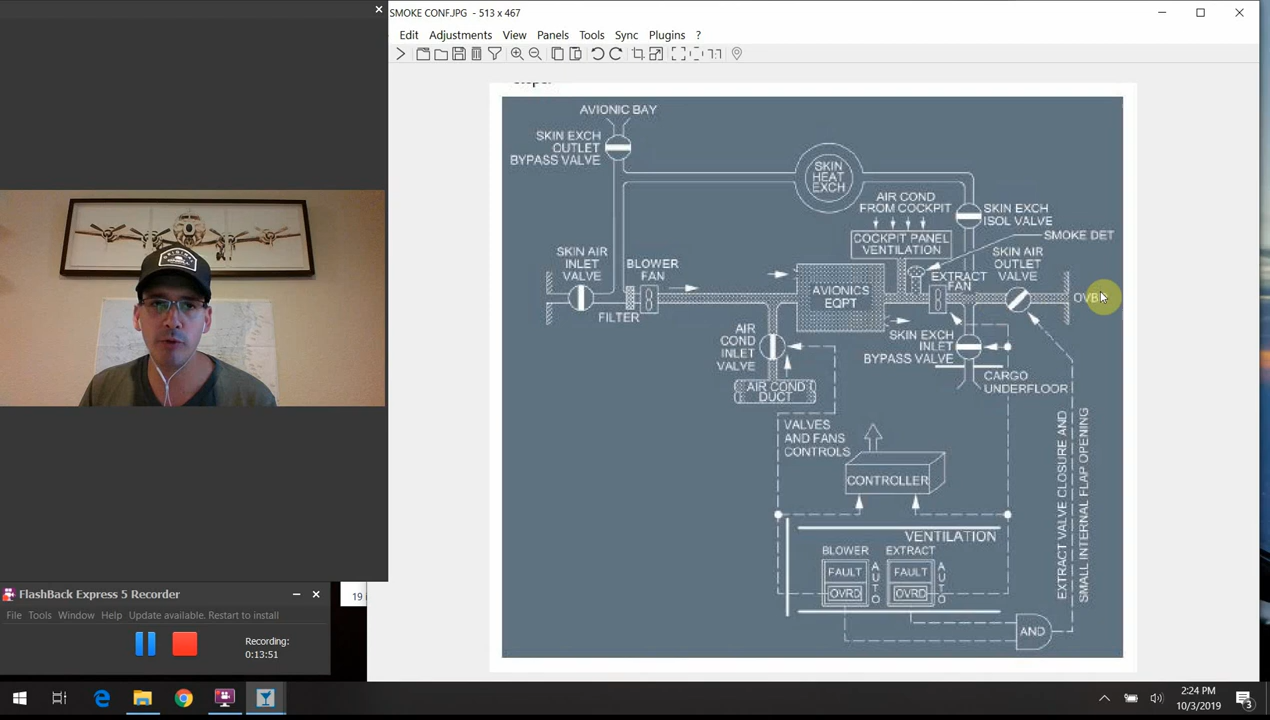 SMOKE CONF.JPG - 513 x 467
Edit Adjustments View Panels Tools Sync Plugins ?
AVIONIC BAY
SKIN EXCH
OUTLET
BYPASS VALVE
SKIN
HEAT
EXCH
AIR COND
FROM COCKPIT
SKIN EXCH
ISOL VALVE
COCKPIT PANEL
VENTILATION
SMOKE DET
SKIN AIR
INLET
VALVE
BLOWER
FAN
SKIN AIR
OUTLET
VALVE
EXTRACT
FAN
AVIONICS
EQPT
FILTER
AIR
COND
INLET
VALVE
SKIN EXCH
INLET
BYPASS VALVE
AIR COND
DUCT
CARGO
UNDERFLOOR
VALVES
AND FANS
CONTROLS
CONTROLLER
EXTRACT VALVE CLOSURE AND
SMALL INTERNAL FLAP OPENING
VENTILATION
BLOWER EXTRACT
FAULT FAULT
OVRD OVRD
AUTO AUTO
AND
FlashBack Express 5 Recorder
File Tools Window Help Update available. Restart to install
Recording:
0:13:51
19
2:24 PM
10/3/2019
3